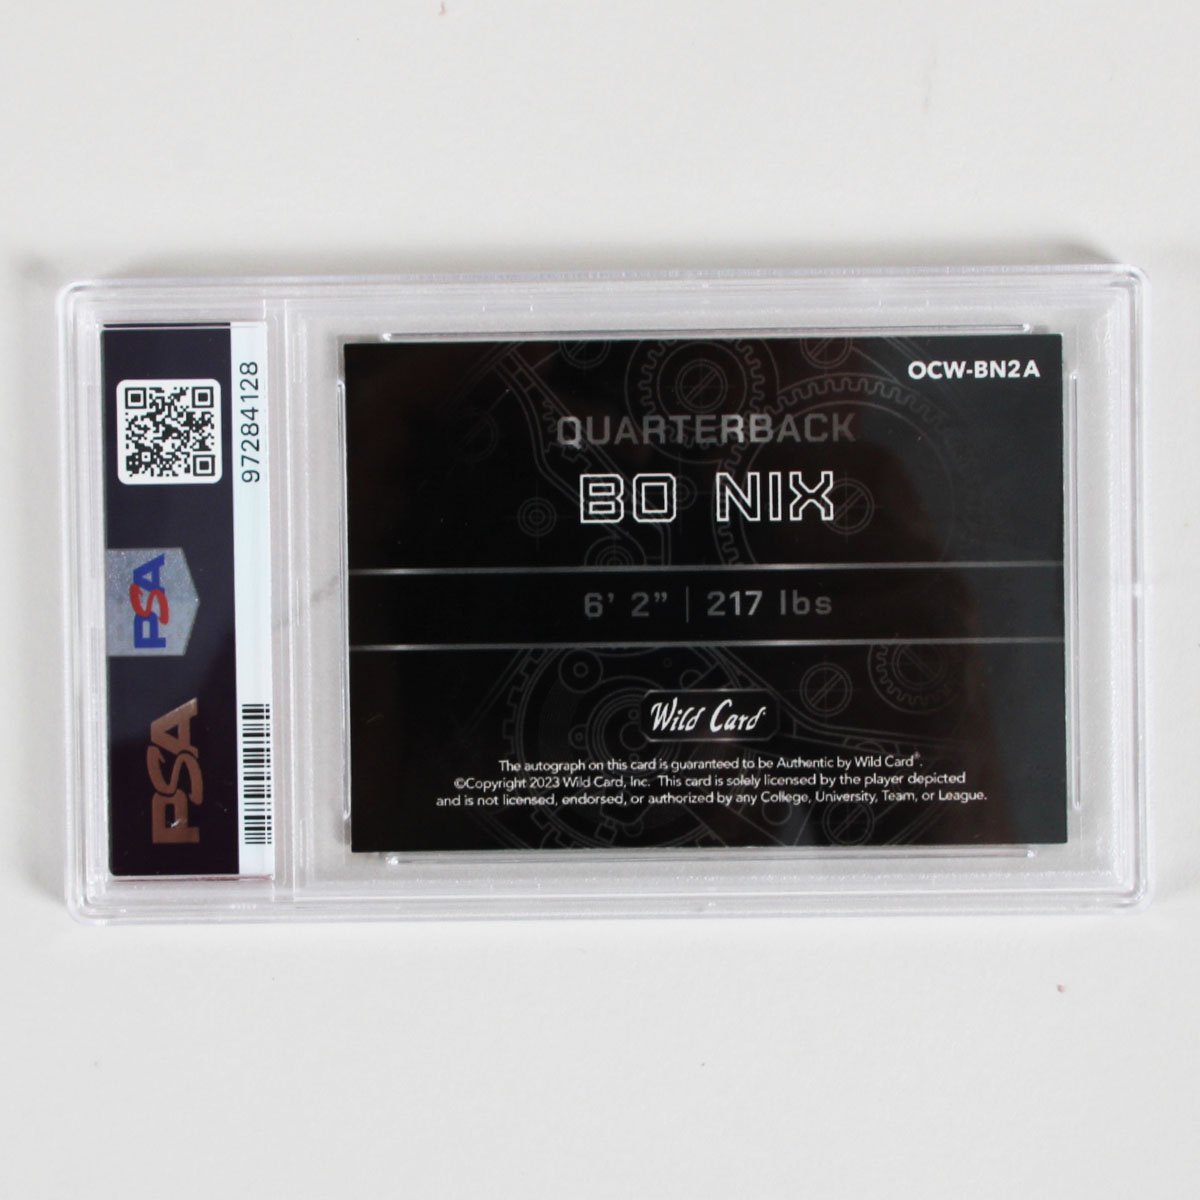 97284128
PSA
PSA
OCW-BN2A
QUARTERBACK
BO NIX
6' 2" | 217 lbs
Wild Card
The autograph on this card is guaranteed to be Authentic by Wild Card®.
©Copyright 2023 Wild Card, Inc. This card is solely licensed by the player depicted
and is not licensed, endorsed, or authorized by any College, University, Team, or League.